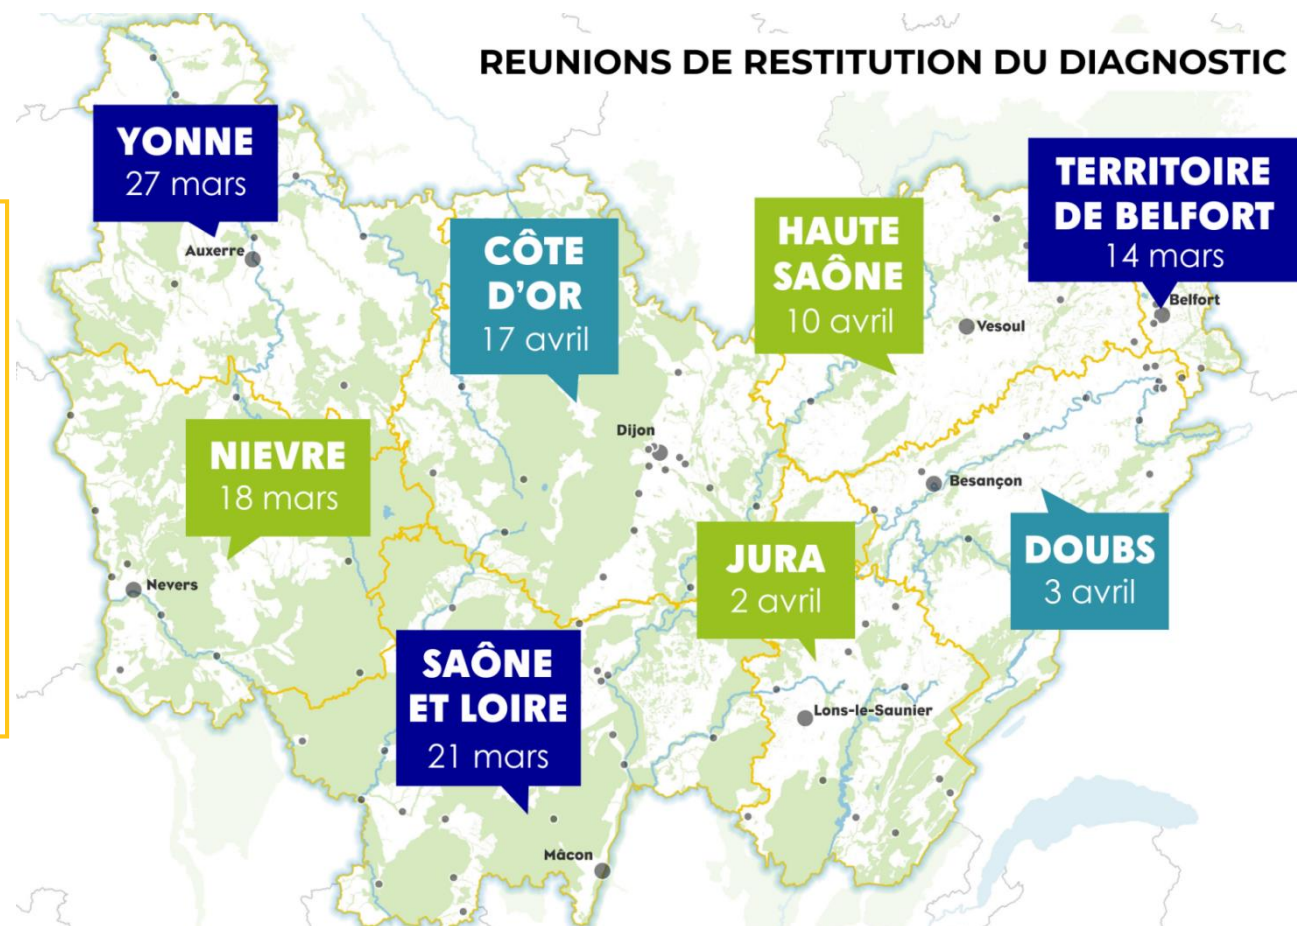 REUNIONS DE RESTITUTION DU DIAGNOSTIC
YONNE
27 mars
Auxerre
CÔTE
D'OR
17 avril
HAUTE
SAÔNE
10 avril
TERRITOIRE
DE BELFORT
14 mars
Belfort
Vesoul
NIEVRE
18 mars
Dijon
Besançon
Nevers
JURA
2 avril
DOUBS
3 avril
SAÔNE
ET LOIRE
21 mars
Lons-le-Saunier
Mâcon